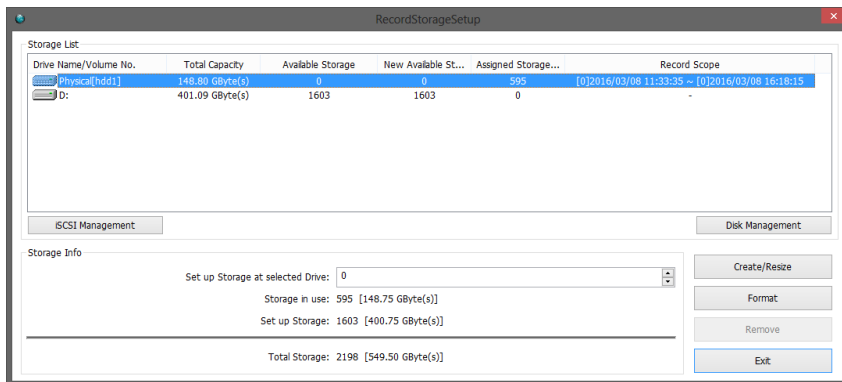 RecordStorageSetup
Storage List
Drive Name/Volume No. Total Capacity Available Storage New Available St... Assigned Storage... Record Scope
Physical[hdd1] 148.80 GByte(s) 0 0 595 [0]2016/03/08 11:33:35 ~ [0]2016/03/08 16:18:15
D: 401.09 GByte(s) 1603 1603 0 -
iSCSI Management Disk Management
Storage Info
Set up Storage at selected Drive: 0
Storage in use: 595 [148.75 GByte(s)]
Set up Storage: 1603 [400.75 GByte(s)]
Total Storage: 2198 [549.50 GByte(s)]
Create/Resize
Format
Remove
Exit